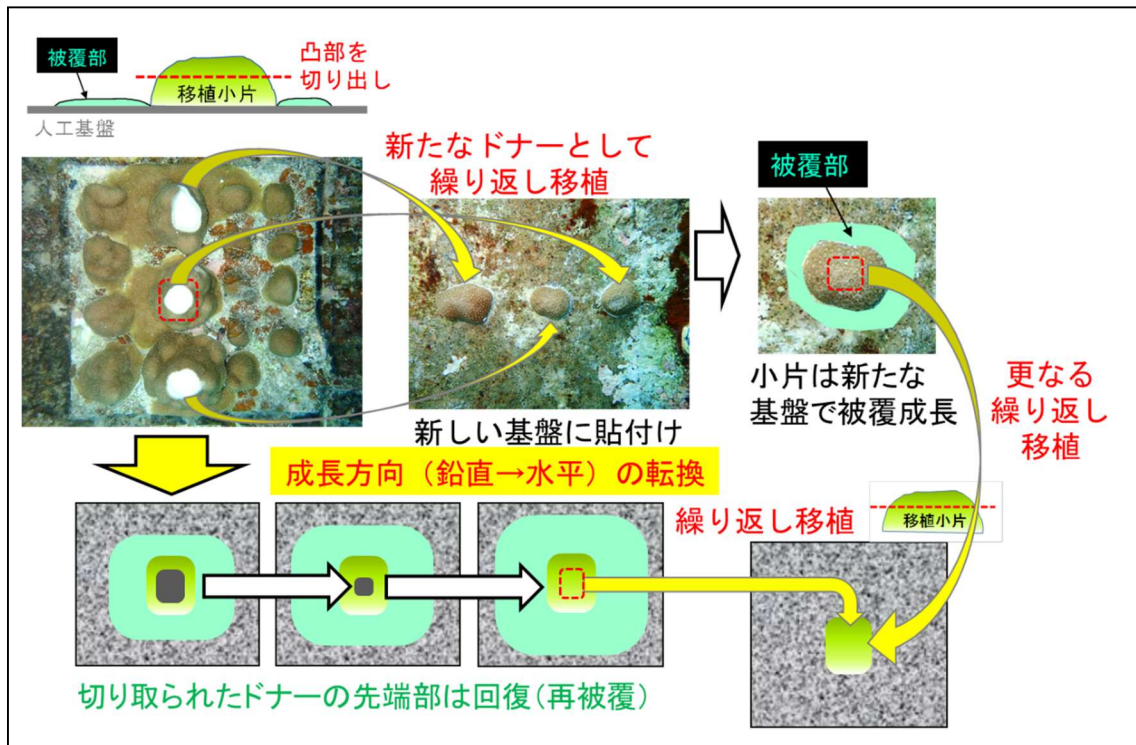 被覆部
凸部を
切り出し
移植小片
人工基盤
新たなドナーとして
繰り返し移植
被覆部
新しい基盤に貼付け
小片は新たな
基盤で被覆成長
更なる
繰り返し
移植
成長方向（鉛直→水平）の転換
繰り返し移植
移植小片
切り取られたドナーの先端部は回復（再被覆）